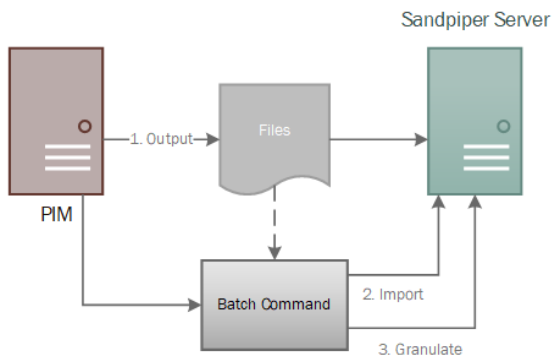 Sandpiper Server
1. Output
Files
PIM
Batch Command
2. Import
3. Granulate